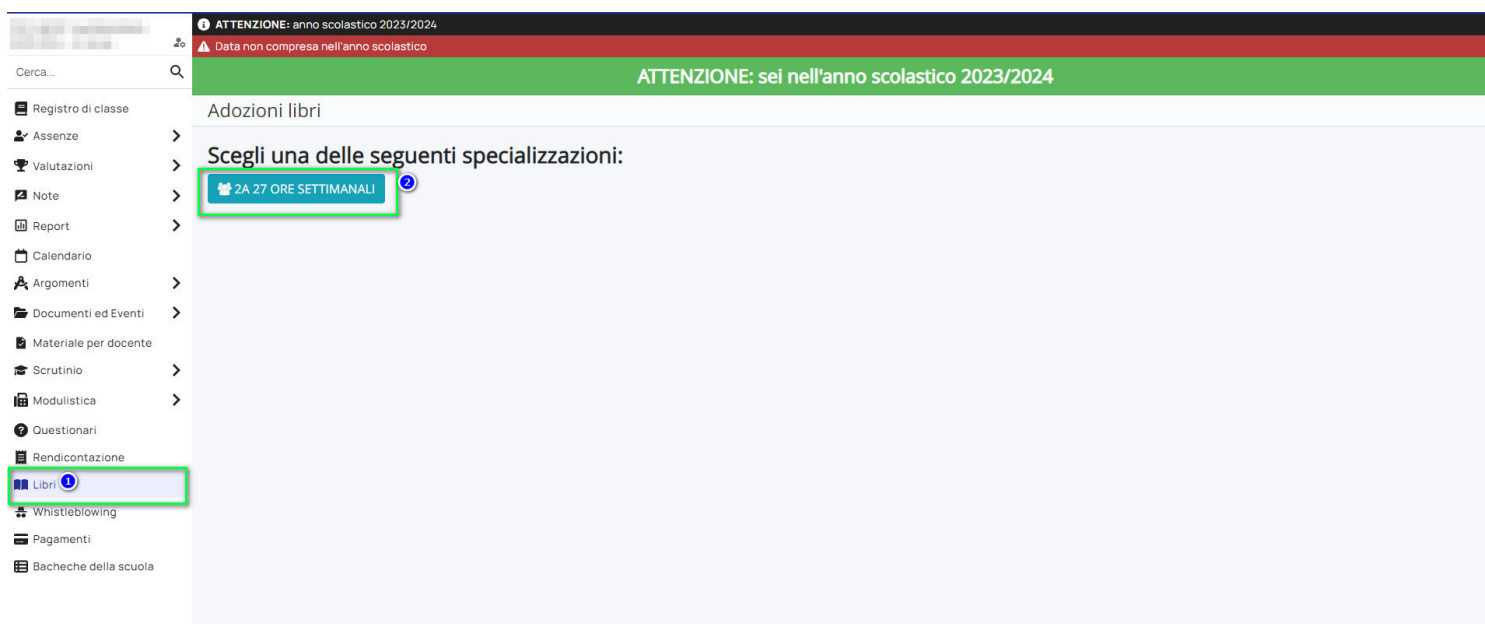 ATTENZIONE: anno scolastico 2023/2024
Data non compresa nell'anno scolastico
ATTENZIONE: sei nell'anno scolastico 2023/2024
Cerca...
Registro di classe
Assenze
Valutazioni
Note
Report
Calendario
Argomenti
Documenti ed Eventi
Materiale per docente
Scrutinio
Modulistica
Questionari
Rendicontazione
Libri 1
Whistleblowing
Pagamenti
Bacheche della scuola
Adozioni libri
Scegli una delle seguenti specializzazioni:
2A 27 ORE SETTIMANALI 2